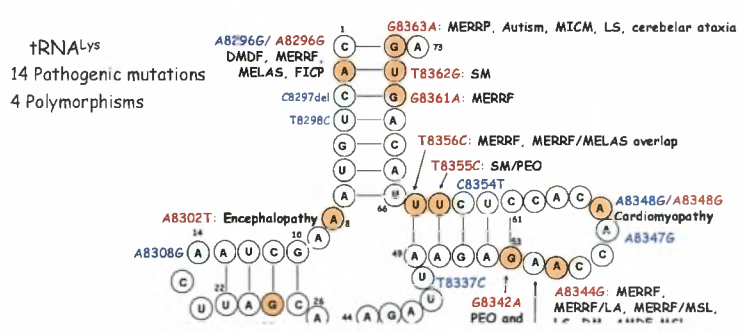 tRNALys
14 Pathogenic mutations
4 Polymorphisms
A8296G/ A8296G
DMDF, MERRF,
MELAS, FICP
C8297del
T8298C
1
G8363A: MERRP, Autism, MICM, LS, cerebelar ataxia
C G A 73
A U
T8362G: SM
C G
G8361A: MERRF
U A
G C
U A
A
66
T8356C: MERRF, MERRF/MELAS overlap
T8355C: SM/PEO
C8354T
U U C U C C A C A
61
A8348G/A8348G
Cardiomyopathy
A
A8347G
C
C
A8302T: Encephalopathy
A
8
A
14
10
A8308G
A A U C G
C
22
U U A G C A
26
49
A A G A G A A C
53
U
T8337C
U
44 A G A
G8342A
PEO and
A8344G: MERRF,
MERRF/LA, MERRF/MSL,